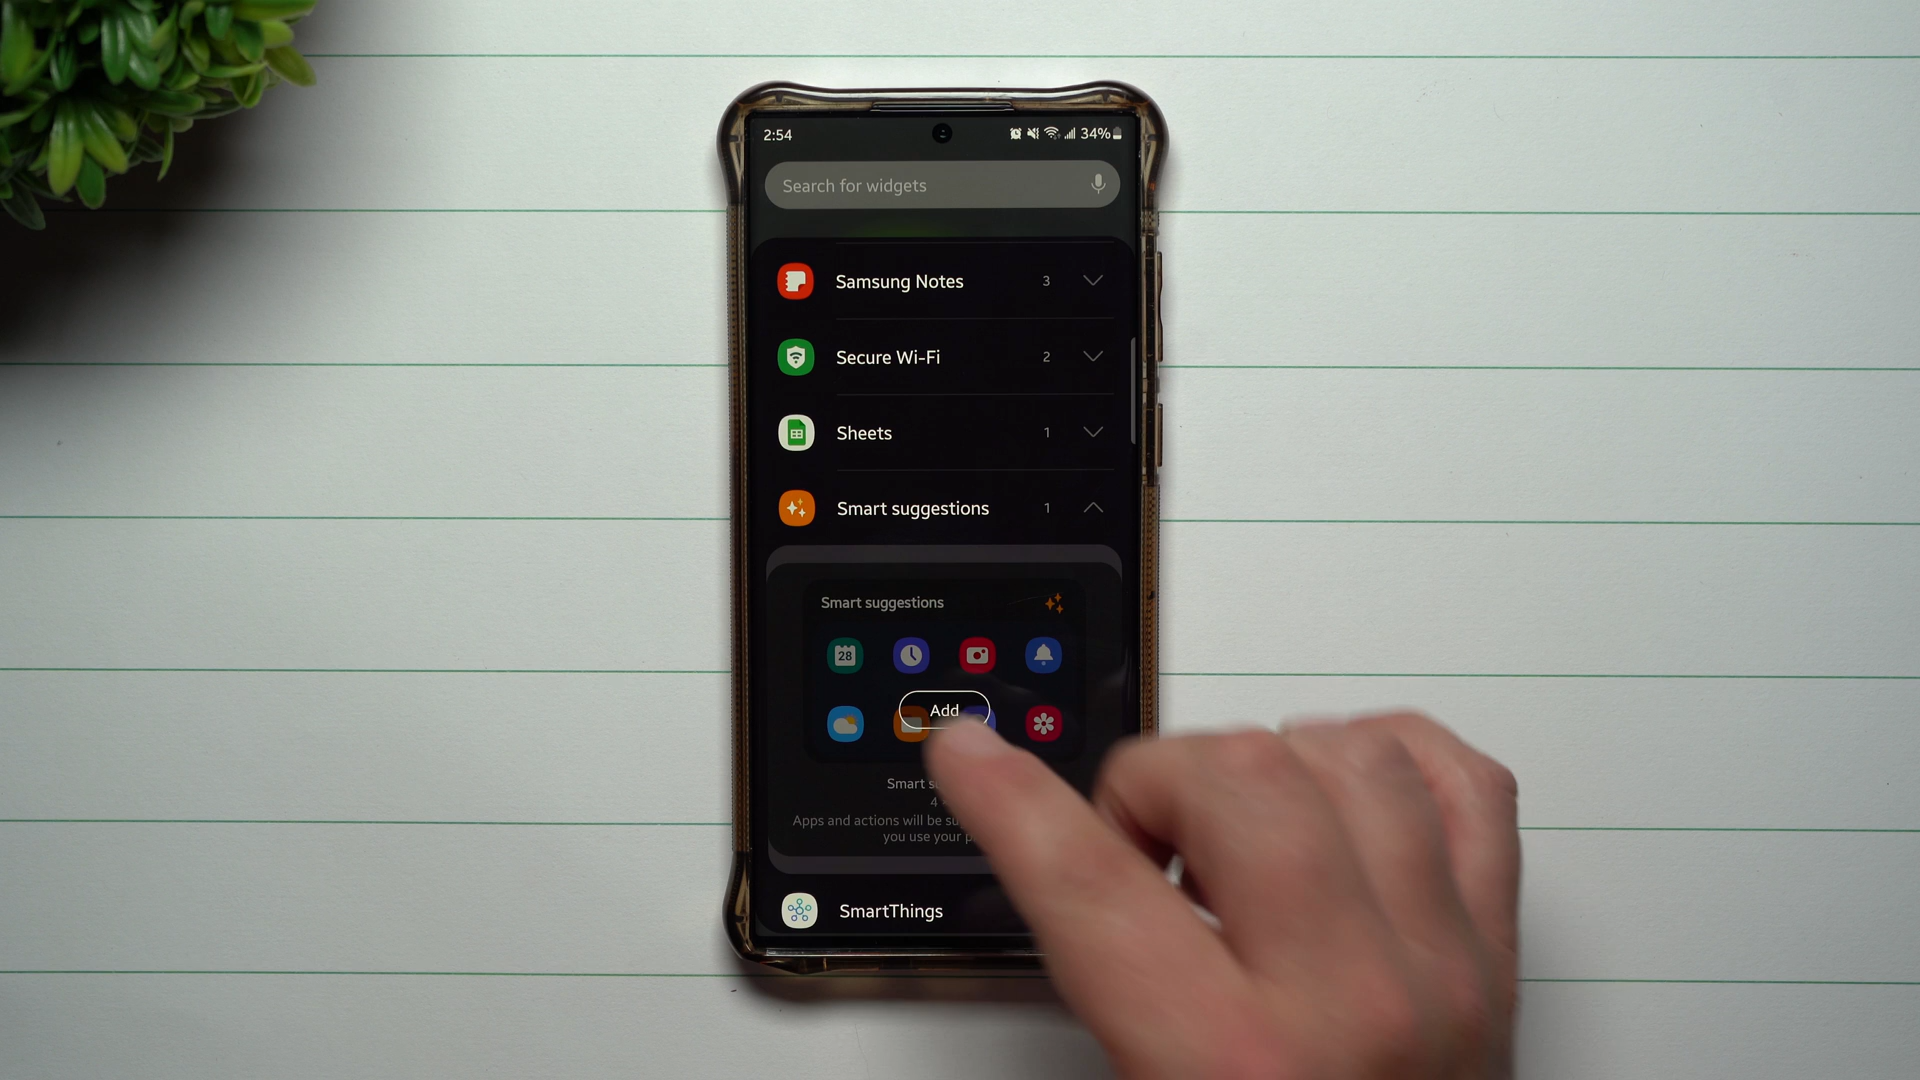 2:54
34%
Search for widgets
Samsung Notes 3
Secure Wi-Fi 2
Sheets 1
Smart suggestions 1
Smart suggestions
28
Add
Smart
4
Apps and actions will be
you use your
SmartThings